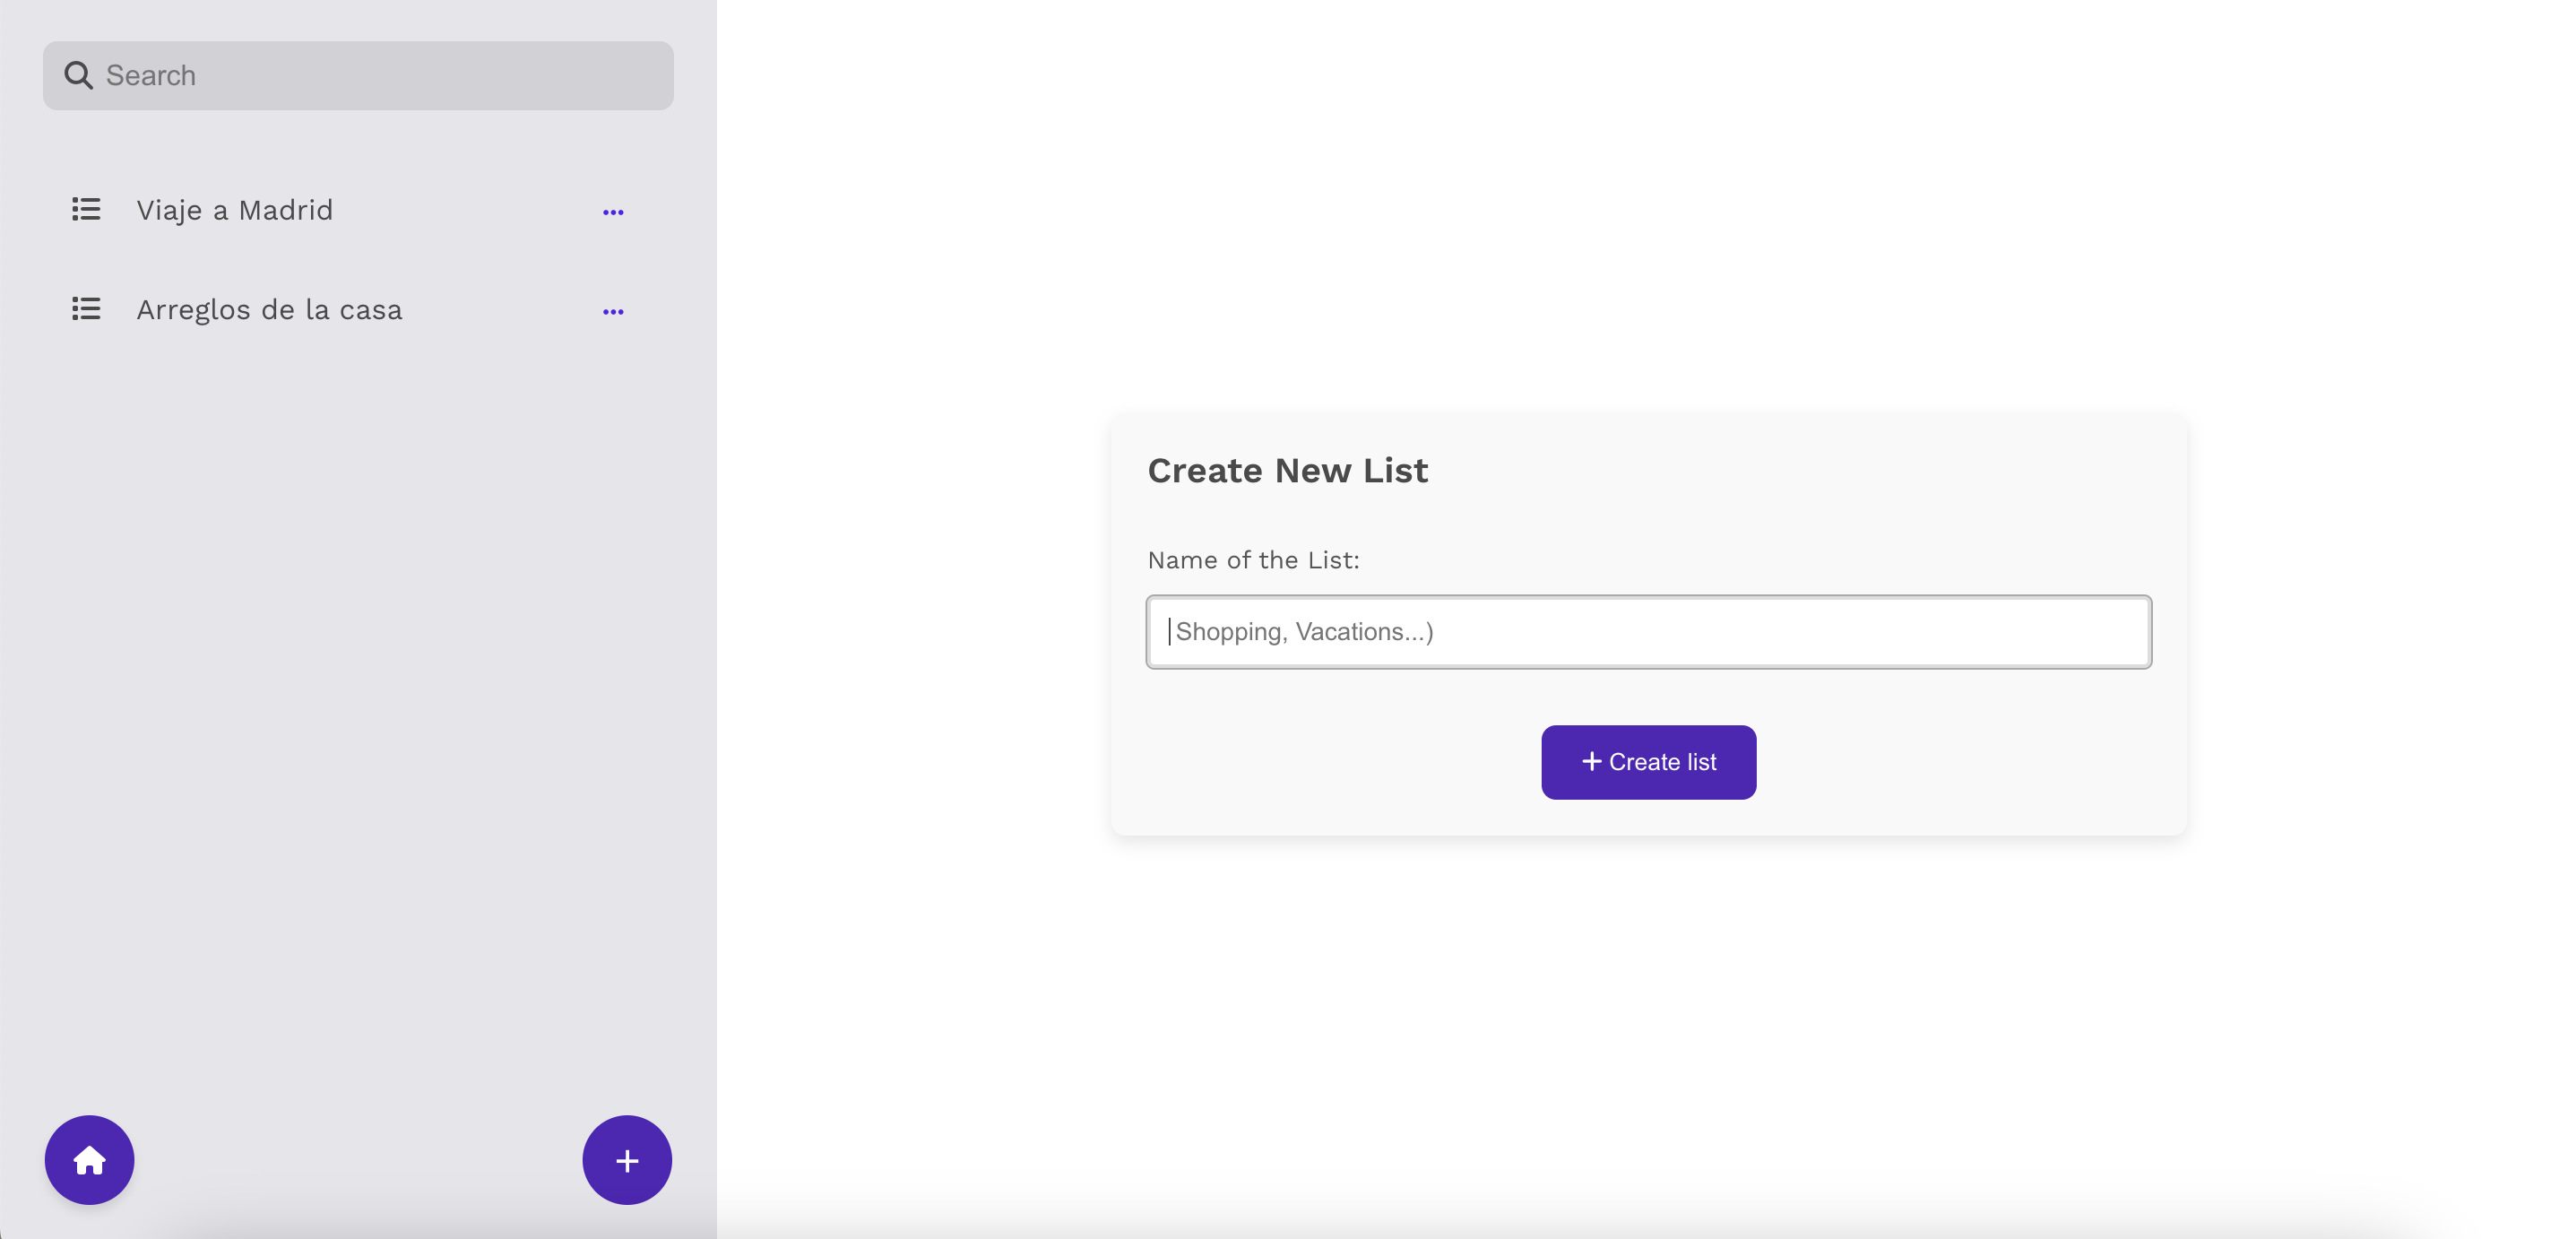 Search
Viaje a Madrid
Arreglos de la casa
Create New List
Name of the List:
Shopping, Vacations...)
+ Create list